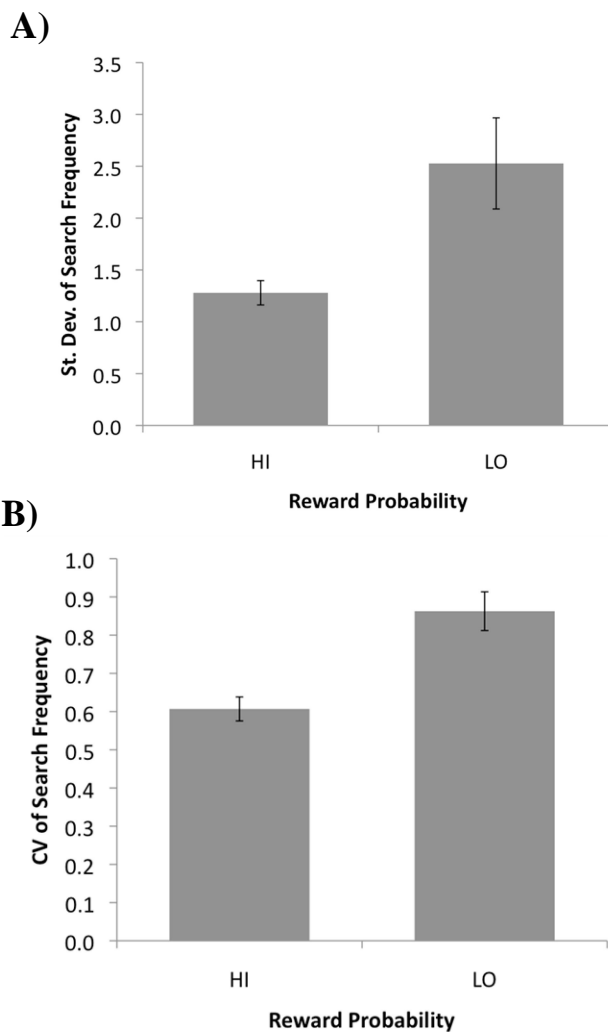 A)
St. Dev. of Search Frequency
3.5
3.0
2.5
2.0
1.5
1.0
0.5
0.0
HI LO
Reward Probability
B)
CV of Search Frequency
1.0
0.9
0.8
0.7
0.6
0.5
0.4
0.3
0.2
0.1
0.0
HI LO
Reward Probability